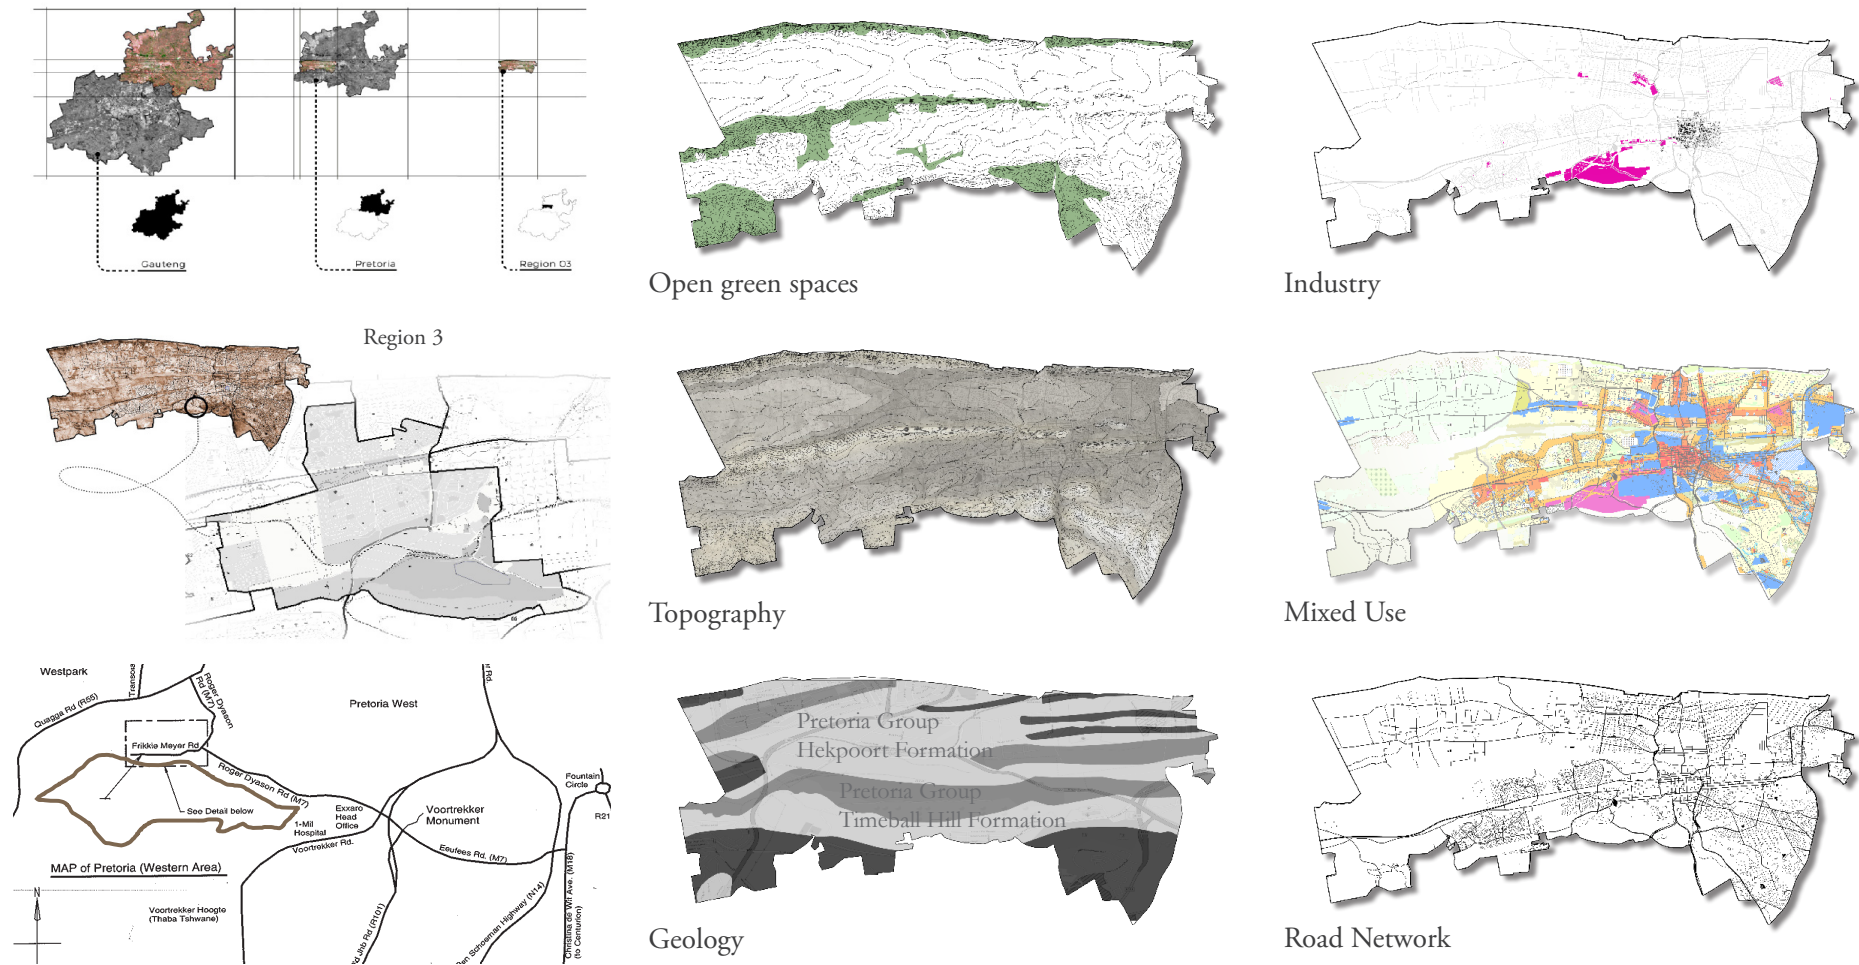 Gauteng
Pretoria
Region 03
Open green spaces
Industry
Region 3
Topography
Mixed Use
Westpark
Quagga Rd (R55)
Roger Dyason
Rd (M7)
Pretoria West
Frikkie Meyer Rd
Roger Dyason Rd (M7)
See Detail below
1-Mil
Hospital
Exxaro
Head
Office
Voortrekker
Monument
Voortrekker Rd.
Eeufees Rd. (M7)
Fountain
Circle
R21
MAP of Pretoria (Western Area)
N
Voortrekker Hoogte
(Thaba Tshwane)
Jhb Rd (R101)
Schoeman Highway (N14)
Christina de Wit Ave. (M18)
(to Centurion)
Pretoria Group
Hekpoort Formation
Pretoria Group
Timeball Hill Formation
Geology
Road Network